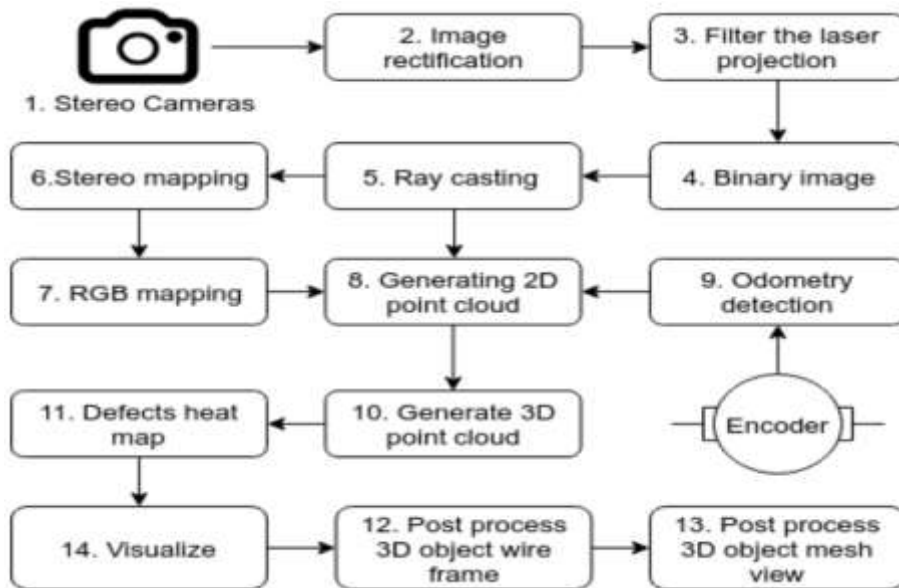 2. Image
rectification
3. Filter the laser
projection
1. Stereo Cameras
6.Stereo mapping
5. Ray casting
4. Binary image
7. RGB mapping
8. Generating 2D
point cloud
9. Odometry
detection
11. Defects heat
map
10. Generate 3D
point cloud
Encoder
14. Visualize
12. Post process
3D object wire
frame
13. Post process
3D object mesh
view